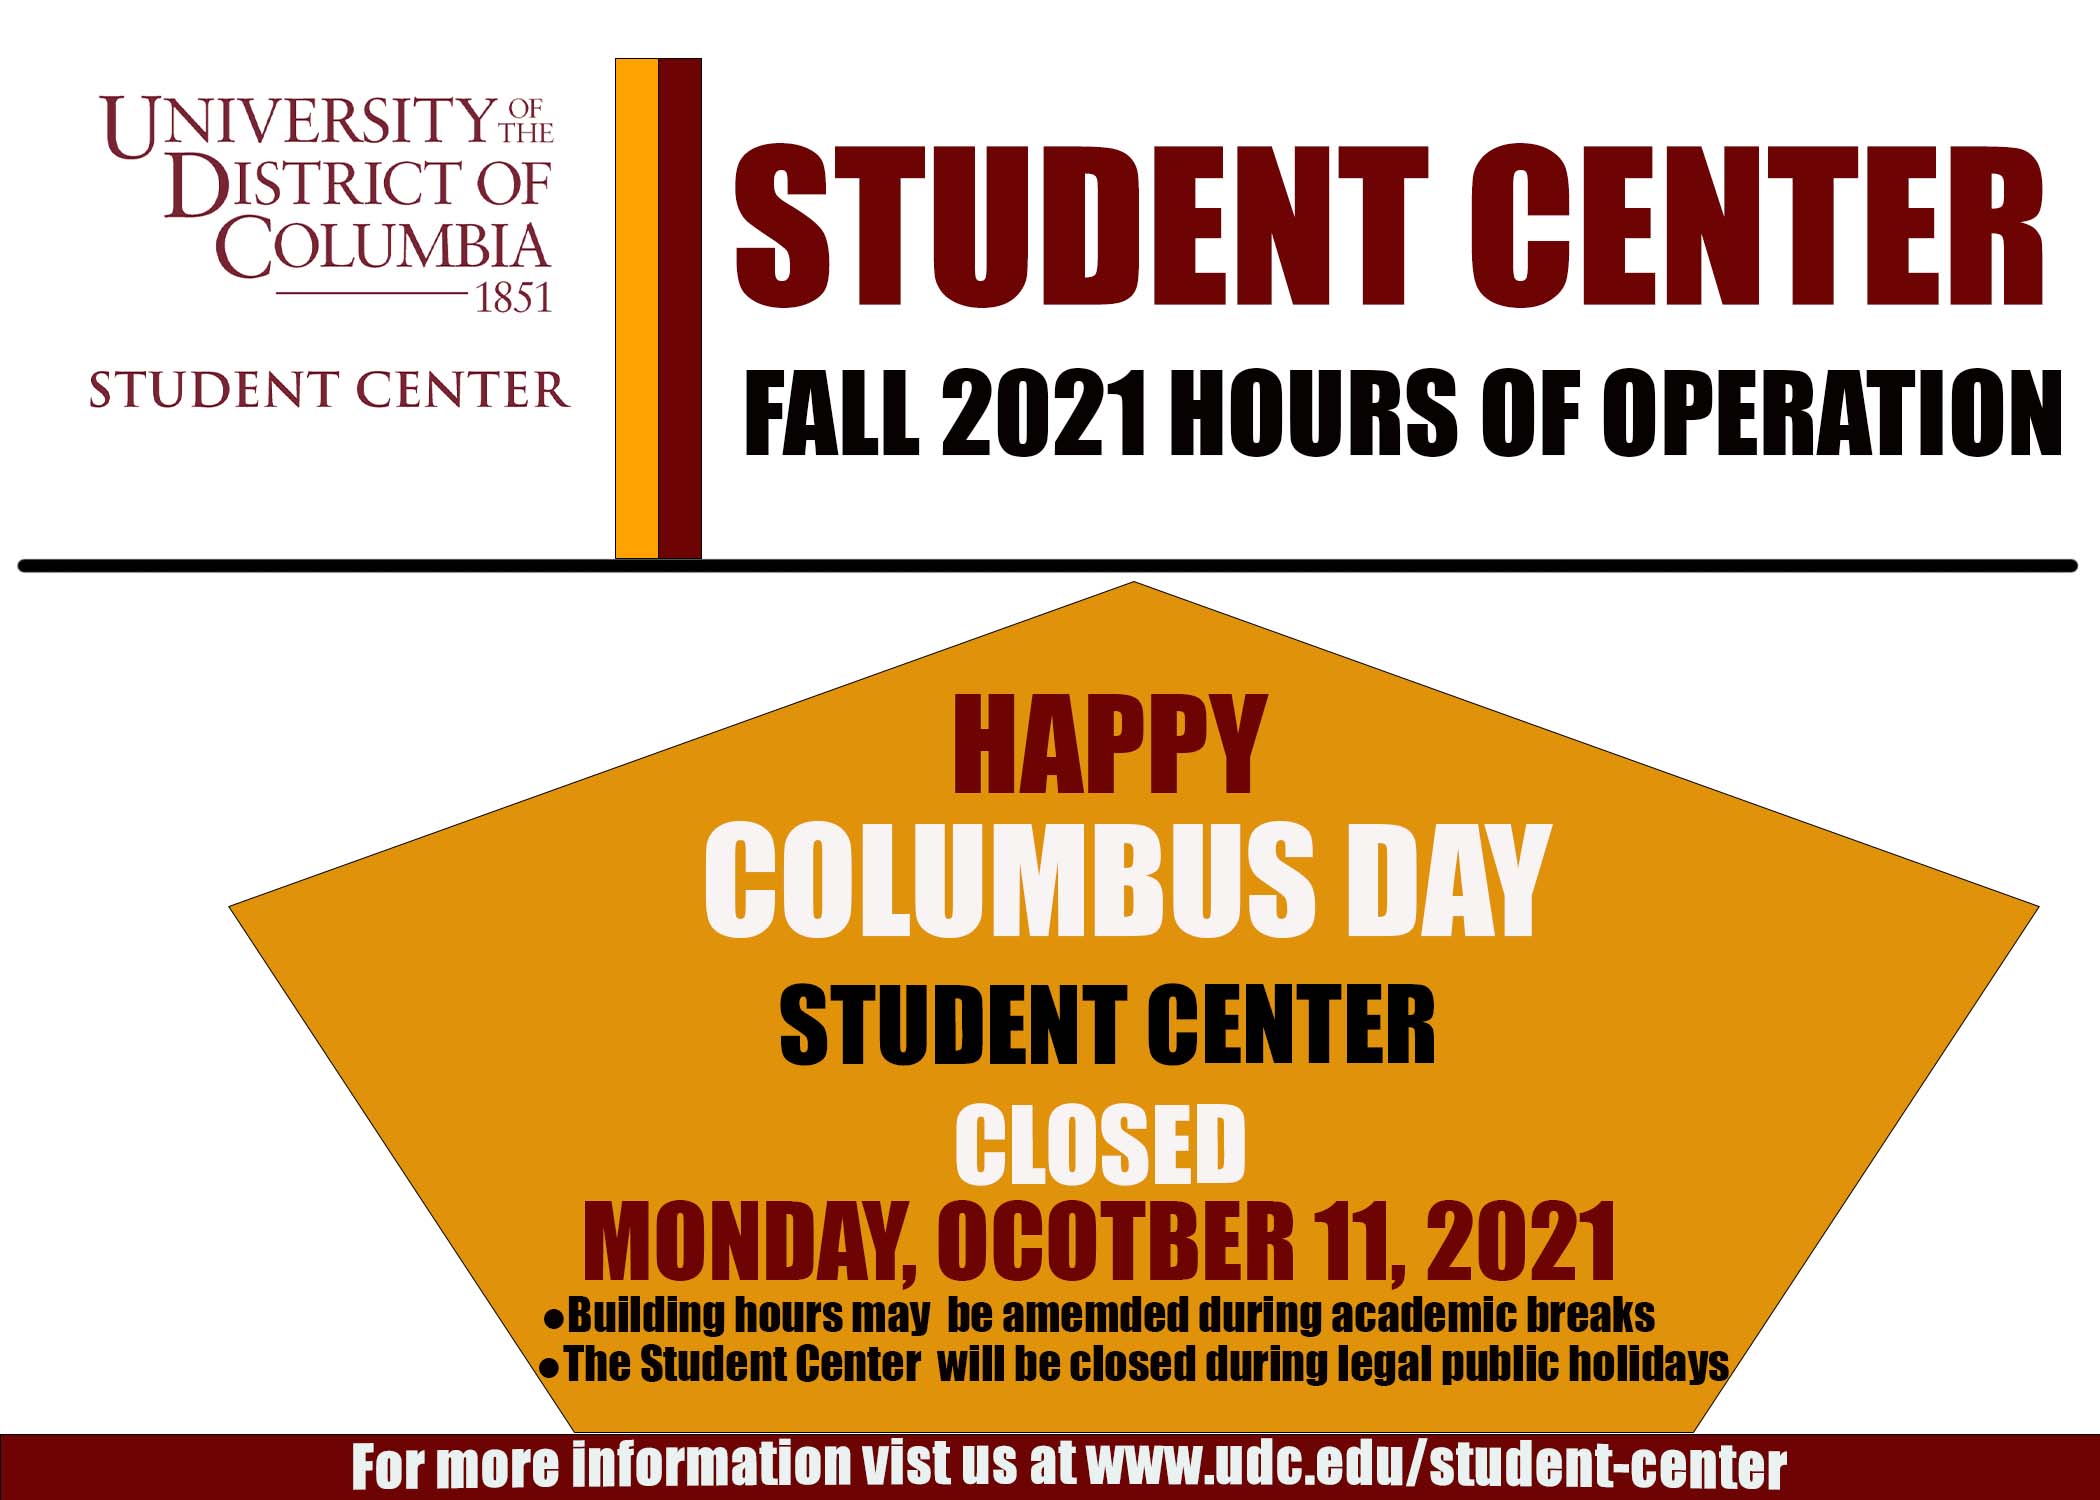 UNIVERSITY OF THE
DISTRICT OF
COLUMBIA
1851
STUDENT CENTER
STUDENT CENTER
FALL 2021 HOURS OF OPERATION
HAPPY
COLUMBUS DAY
STUDENT CENTER
CLOSED
MONDAY, OCOTBER 11, 2021
•Building hours may be amemded during academic breaks
•The Student Center will be closed during legal public holidays
For more information vist us at www.udc.edu/student-center